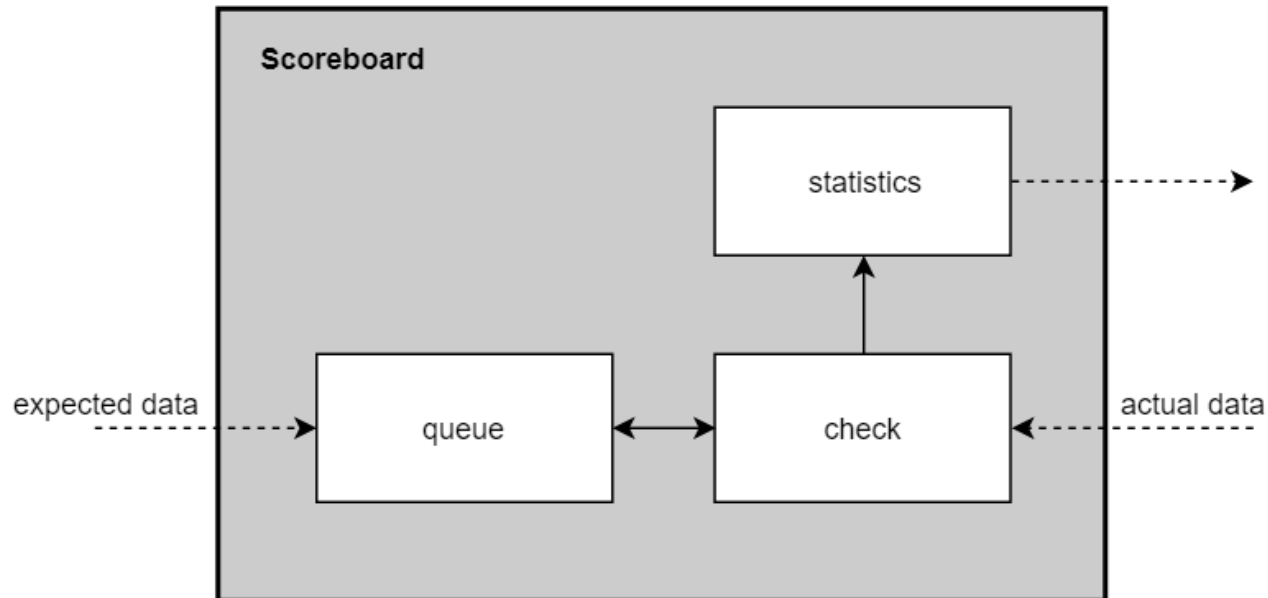 Scoreboard
statistics
expected data
queue
check
actual data